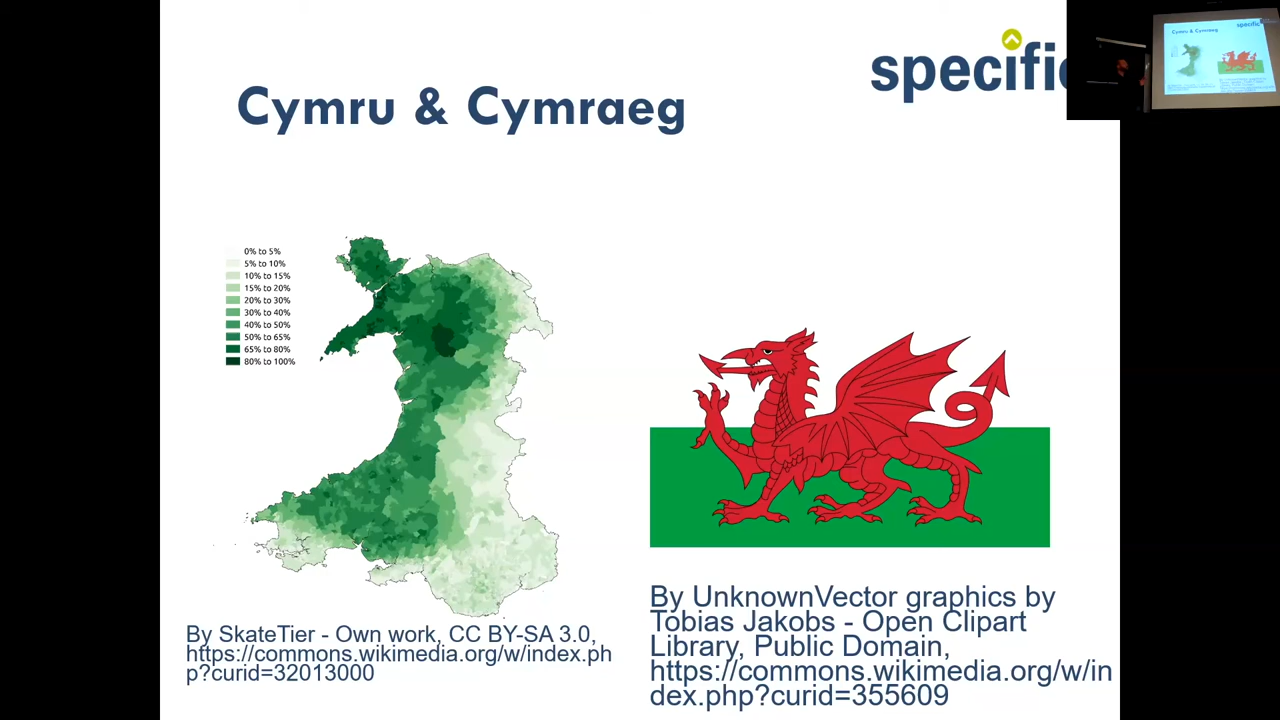 specific
Cymru & Cymraeg
0% to 5%
5% to 10%
10% to 15%
15% to 20%
20% to 30%
30% to 40%
40% to 50%
50% to 65%
65% to 80%
80% to 100%
By SkateTier - Own work, CC BY-SA 3.0,
https://commons.wikimedia.org/w/index.ph
p?curid=32013000
By UnknownVector graphics by
Tobias Jakobs - Open Clipart
Library, Public Domain,
https://commons.wikimedia.org/w/in
dex.php?curid=355609
specific
Cymru & Cymraeg